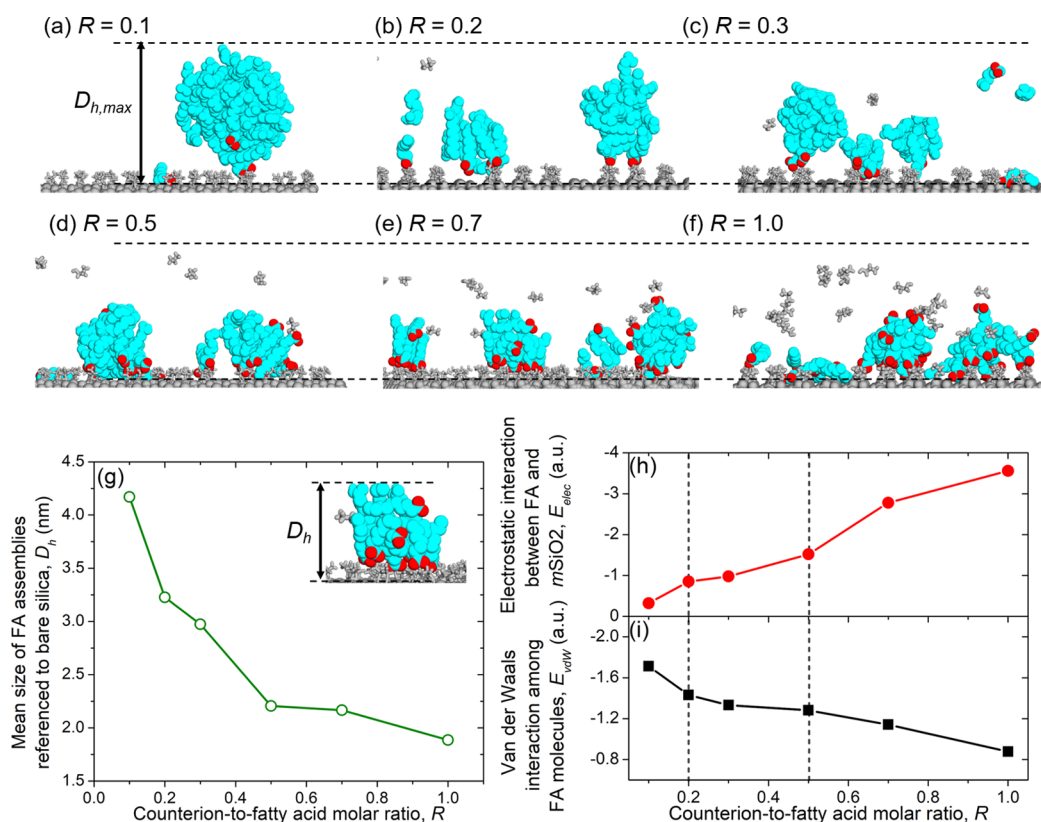 (a) R = 0.1
(b) R = 0.2
(c) R = 0.3
Dh,max
(d) R = 0.5
(e) R = 0.7
(f) R = 1.0
(g)
Mean size of FA assemblies
referenced to bare silica, Dh (nm)
4.5
4.0
3.5
3.0
2.5
2.0
1.5
Dh
0.0 0.2 0.4 0.6 0.8 1.0
Counterion-to-fatty acid molar ratio, R
(h)
Electrostatic interaction
between FA and
mSiO2, Eelec (a.u.)
-4
-3
-2
-1
0
(i)
Van der Waals
interaction among
FA molecules, EvdW (a.u.)
-2.0
-1.6
-1.2
-0.8
0.2 0.4 0.6 0.8 1.0
Counterion-to-fatty acid molar ratio, R